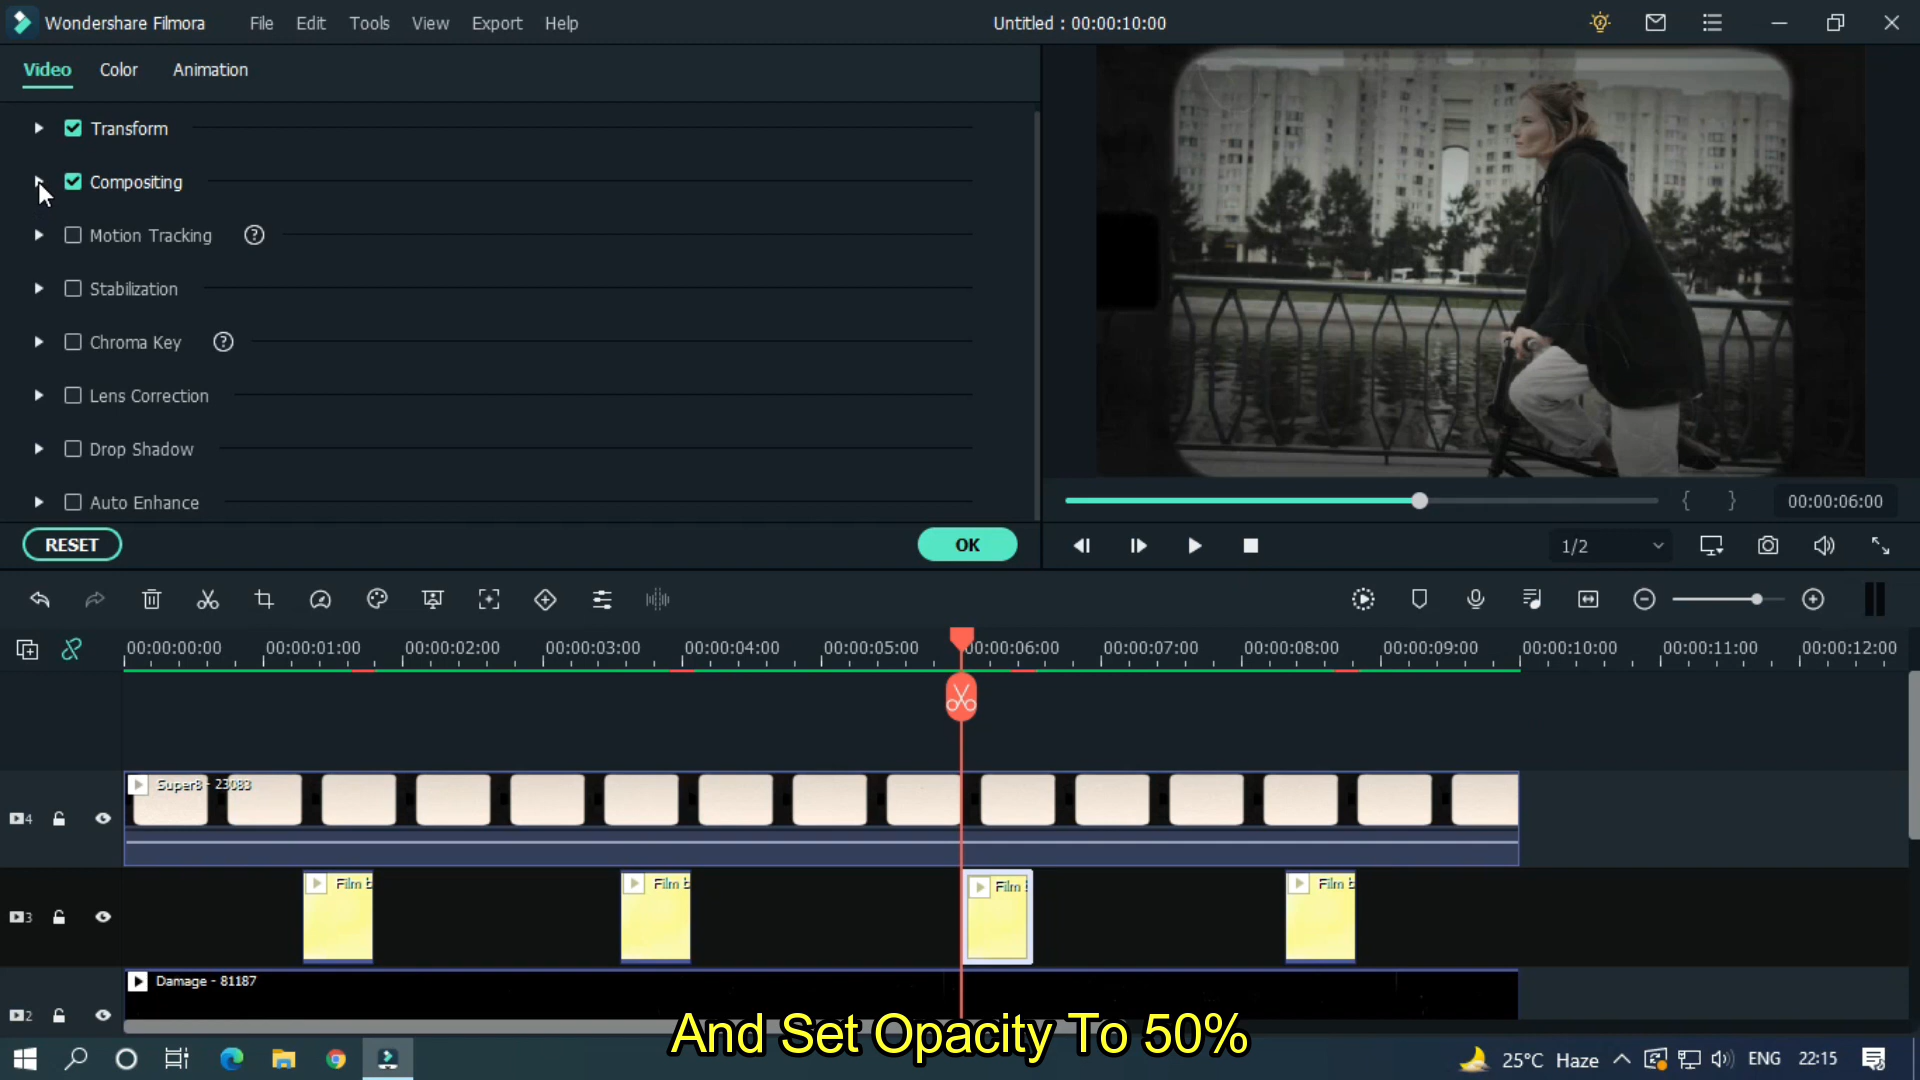 Wondershare Filmora File Edit Tools View Export Help Untitled : 00:00:10:00
Video Color Animation
Transform
Compositing
Motion Tracking ?
Stabilization
Chroma Key ?
Lens Correction
Drop Shadow
Auto Enhance
RESET OK
{ } 00:00:06:00
1/2
00:00:00:00 00:00:01:00 00:00:02:00 00:00:03:00 00:00:04:00 00:00:05:00 00:00:06:00 00:00:07:00 00:00:08:00 00:00:09:00 00:00:10:00 00:00:11:00 00:00:12:00
Super8 - 23083
4
Film b Film b Film Film b
3
Damage - 81187
2
And Set Opacity To 50%
25°C Haze ENG 22:15